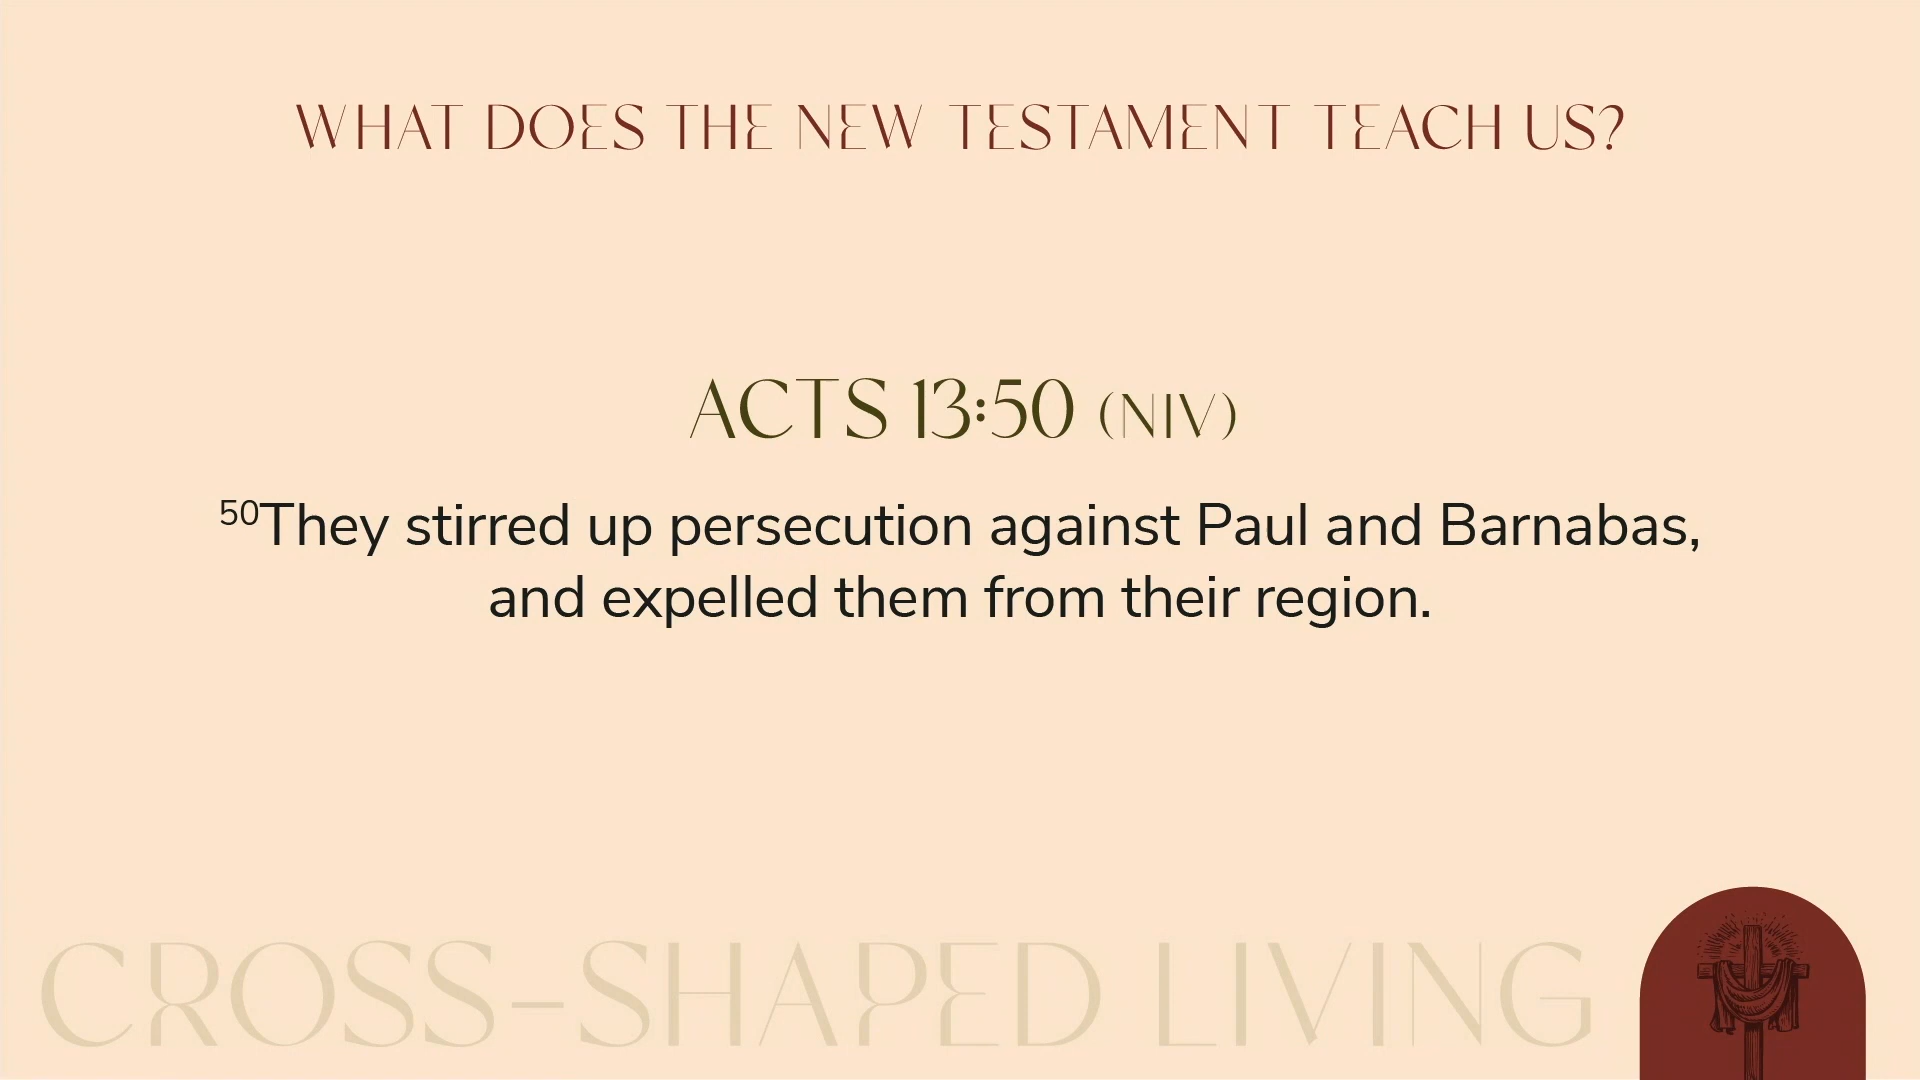 WHAT DOES THE NEW TESTAMENT TEACH US?
ACTS 13:50 (NIV)
50They stirred up persecution against Paul and Barnabas,
and expelled them from their region.
CROSS-SHAPED LIVING